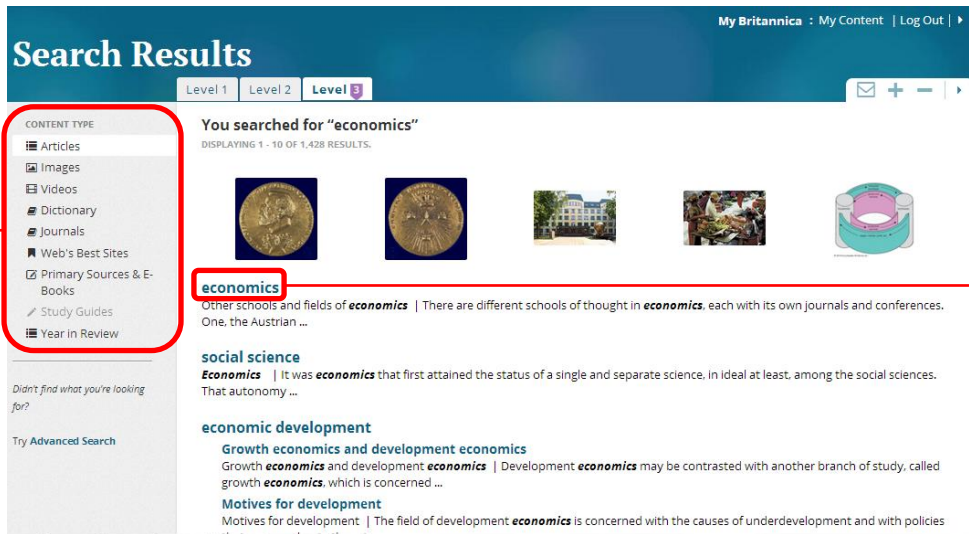 My Britannica : My Content | Log Out |
Search Results
Level 1 Level 2 Level 3
CONTENT TYPE
Articles
Images
Videos
Dictionary
Journals
Web's Best Sites
Primary Sources & E-
Books
Study Guides
Year in Review
Didn't find what you're looking
for?
Try Advanced Search
You searched for “economics”
DISPLAYING 1 - 10 OF 1,428 RESULTS.
economics
Other schools and fields of economics | There are different schools of thought in economics, each with its own journals and conferences.
One, the Austrian ...
social science
Economics | It was economics that first attained the status of a single and separate science, in ideal at least, among the social sciences.
That autonomy ...
economic development
Growth economics and development economics
Growth economics and development economics | Development economics may be contrasted with another branch of study, called
growth economics, which is concerned ...
Motives for development
Motives for development | The field of development economics is concerned with the causes of underdevelopment and with policies